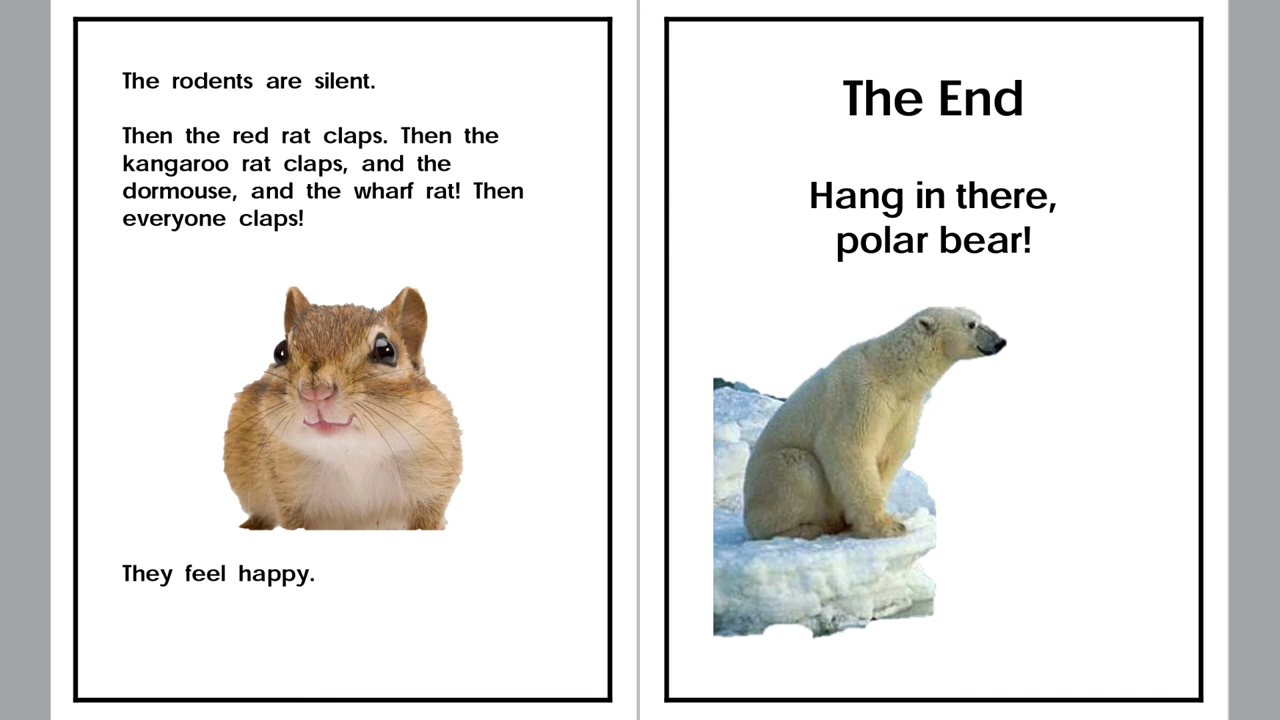 The rodents are silent.
Then the red rat claps. Then the
kangaroo rat claps, and the
dormouse, and the wharf rat! Then
everyone claps!
They feel happy.
The End
Hang in there,
polar bear!